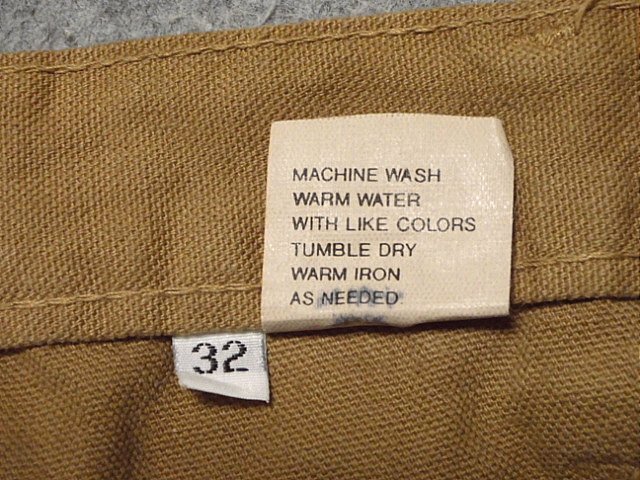 MACHINE WASH
WARM WATER
WITH LIKE COLORS
TUMBLE DRY
WARM IRON
AS NEEDED
32